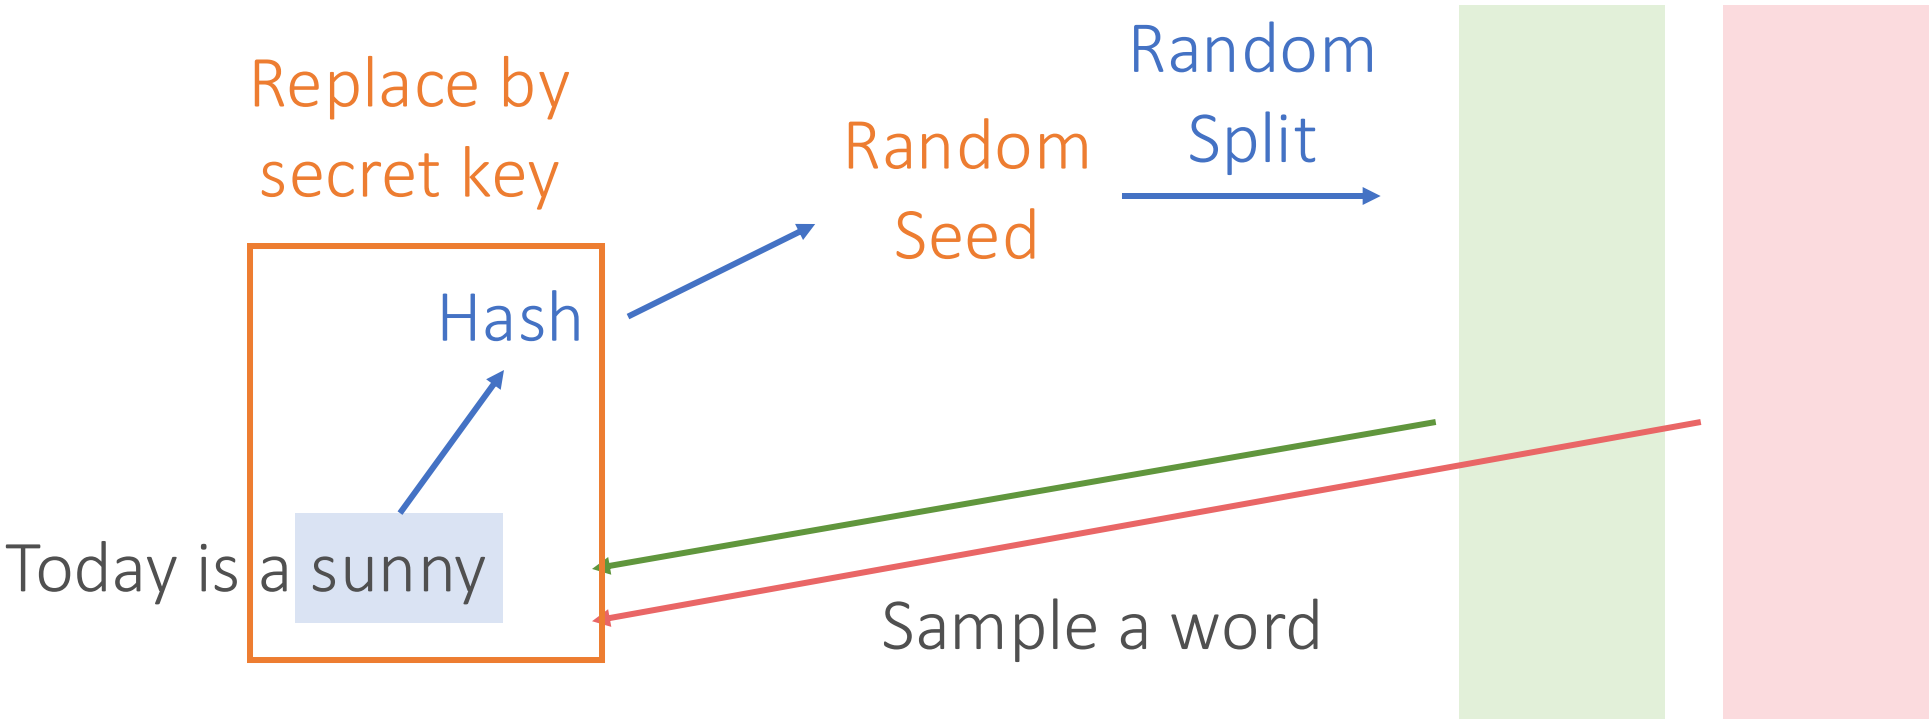 Replace by
secret key
Random
Seed
Random
Split
Hash
Today is a sunny
Sample a word